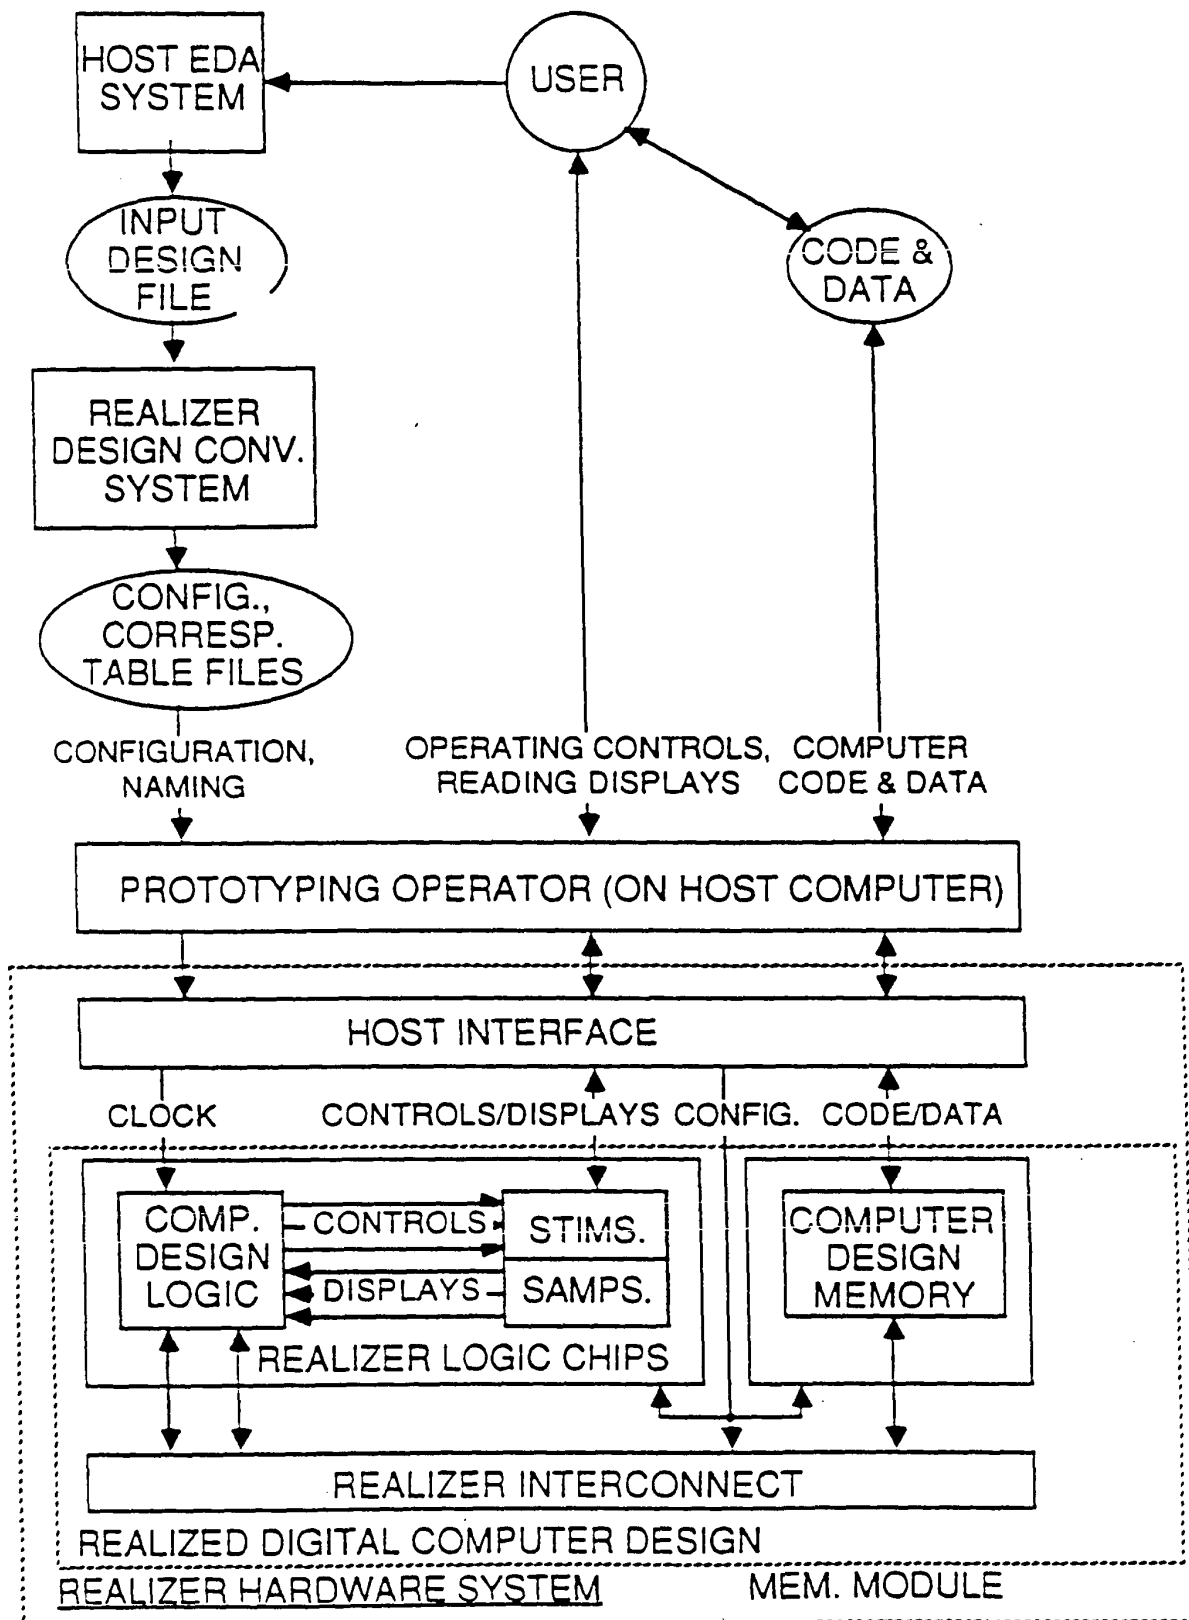 HOST EDA
SYSTEM
USER
INPUT
DESIGN
FILE
CODE &
DATA
REALIZER
DESIGN CONV.
SYSTEM
CONFIG.,
CORRESP.
TABLE FILES
CONFIGURATION,
NAMING
OPERATING CONTROLS,
READING DISPLAYS
COMPUTER
CODE & DATA
PROTOTYPING OPERATOR (ON HOST COMPUTER)
HOST INTERFACE
CLOCK
CONTROLS/DISPLAYS
CONFIG.
CODE/DATA
COMP.
DESIGN
LOGIC
CONTROLS
DISPLAYS
STIMS.
SAMPS.
COMPUTER
DESIGN
MEMORY
REALIZER LOGIC CHIPS
REALIZER INTERCONNECT
REALIZED DIGITAL COMPUTER DESIGN
REALIZER HARDWARE SYSTEM
MEM. MODULE